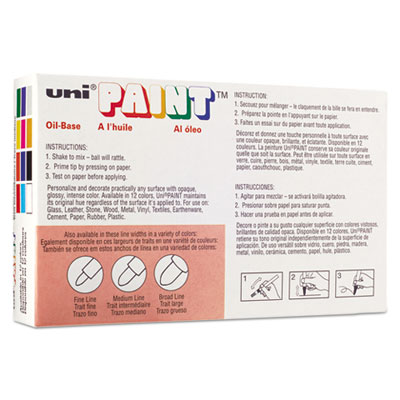 uni® PAINT™
Oil-Base A l'huile Al óleo
INSTRUCTIONS:
1. Shake to mix – ball will rattle.
2. Prime tip by pressing on paper.
3. Test on paper before applying.
Personalize and decorate practically any surface with opaque,
glossy, intense color. Available in 12 colors. Uni®PAINT maintains
its original hue regardless of the surface it's applied to. For use on:
Glass, Leather, Stone, Wood, Metal, Vinyl, Textiles, Earthenware,
Cement, Paper, Rubber, Plastic.
Also available in these line widths in a variety of colors:
Également disponible en ces largeurs de traits en une variété de couleurs.
También se ofrece en estos anchos de línea en una variedad de colores.
Fine Line
Trait fine
Trazo fino
Medium Line
Trait intermédiaire
Trazo mediano
Broad Line
Trait large
Trazo grueso
INSTRUCTION:
1. Secouez pour mélanger – le claquement de la bille se fera en entendre.
2. Préparez la pointe en l'appuyant sur le papier.
3. Faites un essai sur du papier avant toute application.
Décorez et donnez une touche personnelle à toute surface avec
une couleur opaque, brillante et intense. Disponible en 12
couleurs. La peinture Uni®PAINT conserve sa couleur originale
quelle que soit la surface. Peut être utilisée sur toute surface en
verre, cuire, pierre, bois, métal, vinyle, textile, terre cuite, ciment,
papier, caoutchouc, plastique.
INSTRUCCIONES:
1. Agitar para mezclar – se activará bolilla agitadora.
2. Presionar sobre papel para saturar punto.
3. Hacer una prueba en papel antes de aplicar.
Decore o pinte a su gusto cualquier superficie con colores vistosos,
brillantes de calidad opaca. Disponible en 12 colores. Uni®PAINT
retiene su tono original independientemente de la superficie de
aplicación. De uso versátil sobre vidrio, cuero, piedra, madera,
metal, vinilo, cerámica, cemento, papel, hule, plástico.
1 2 3